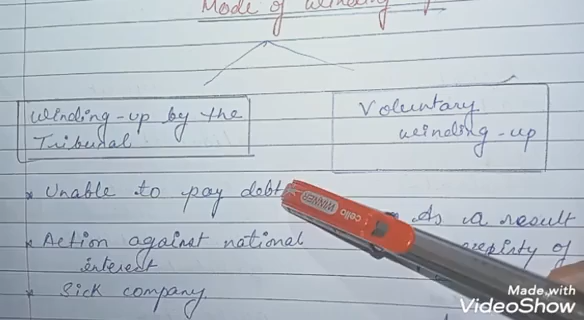 Mode of winding
Winding-up by the
Tribunal
Voluntary
winding-up
* Unable to pay debt
* Action against national
interest
* Sick company.
As a result
of
cello
WINNER
Made with
VideoShow